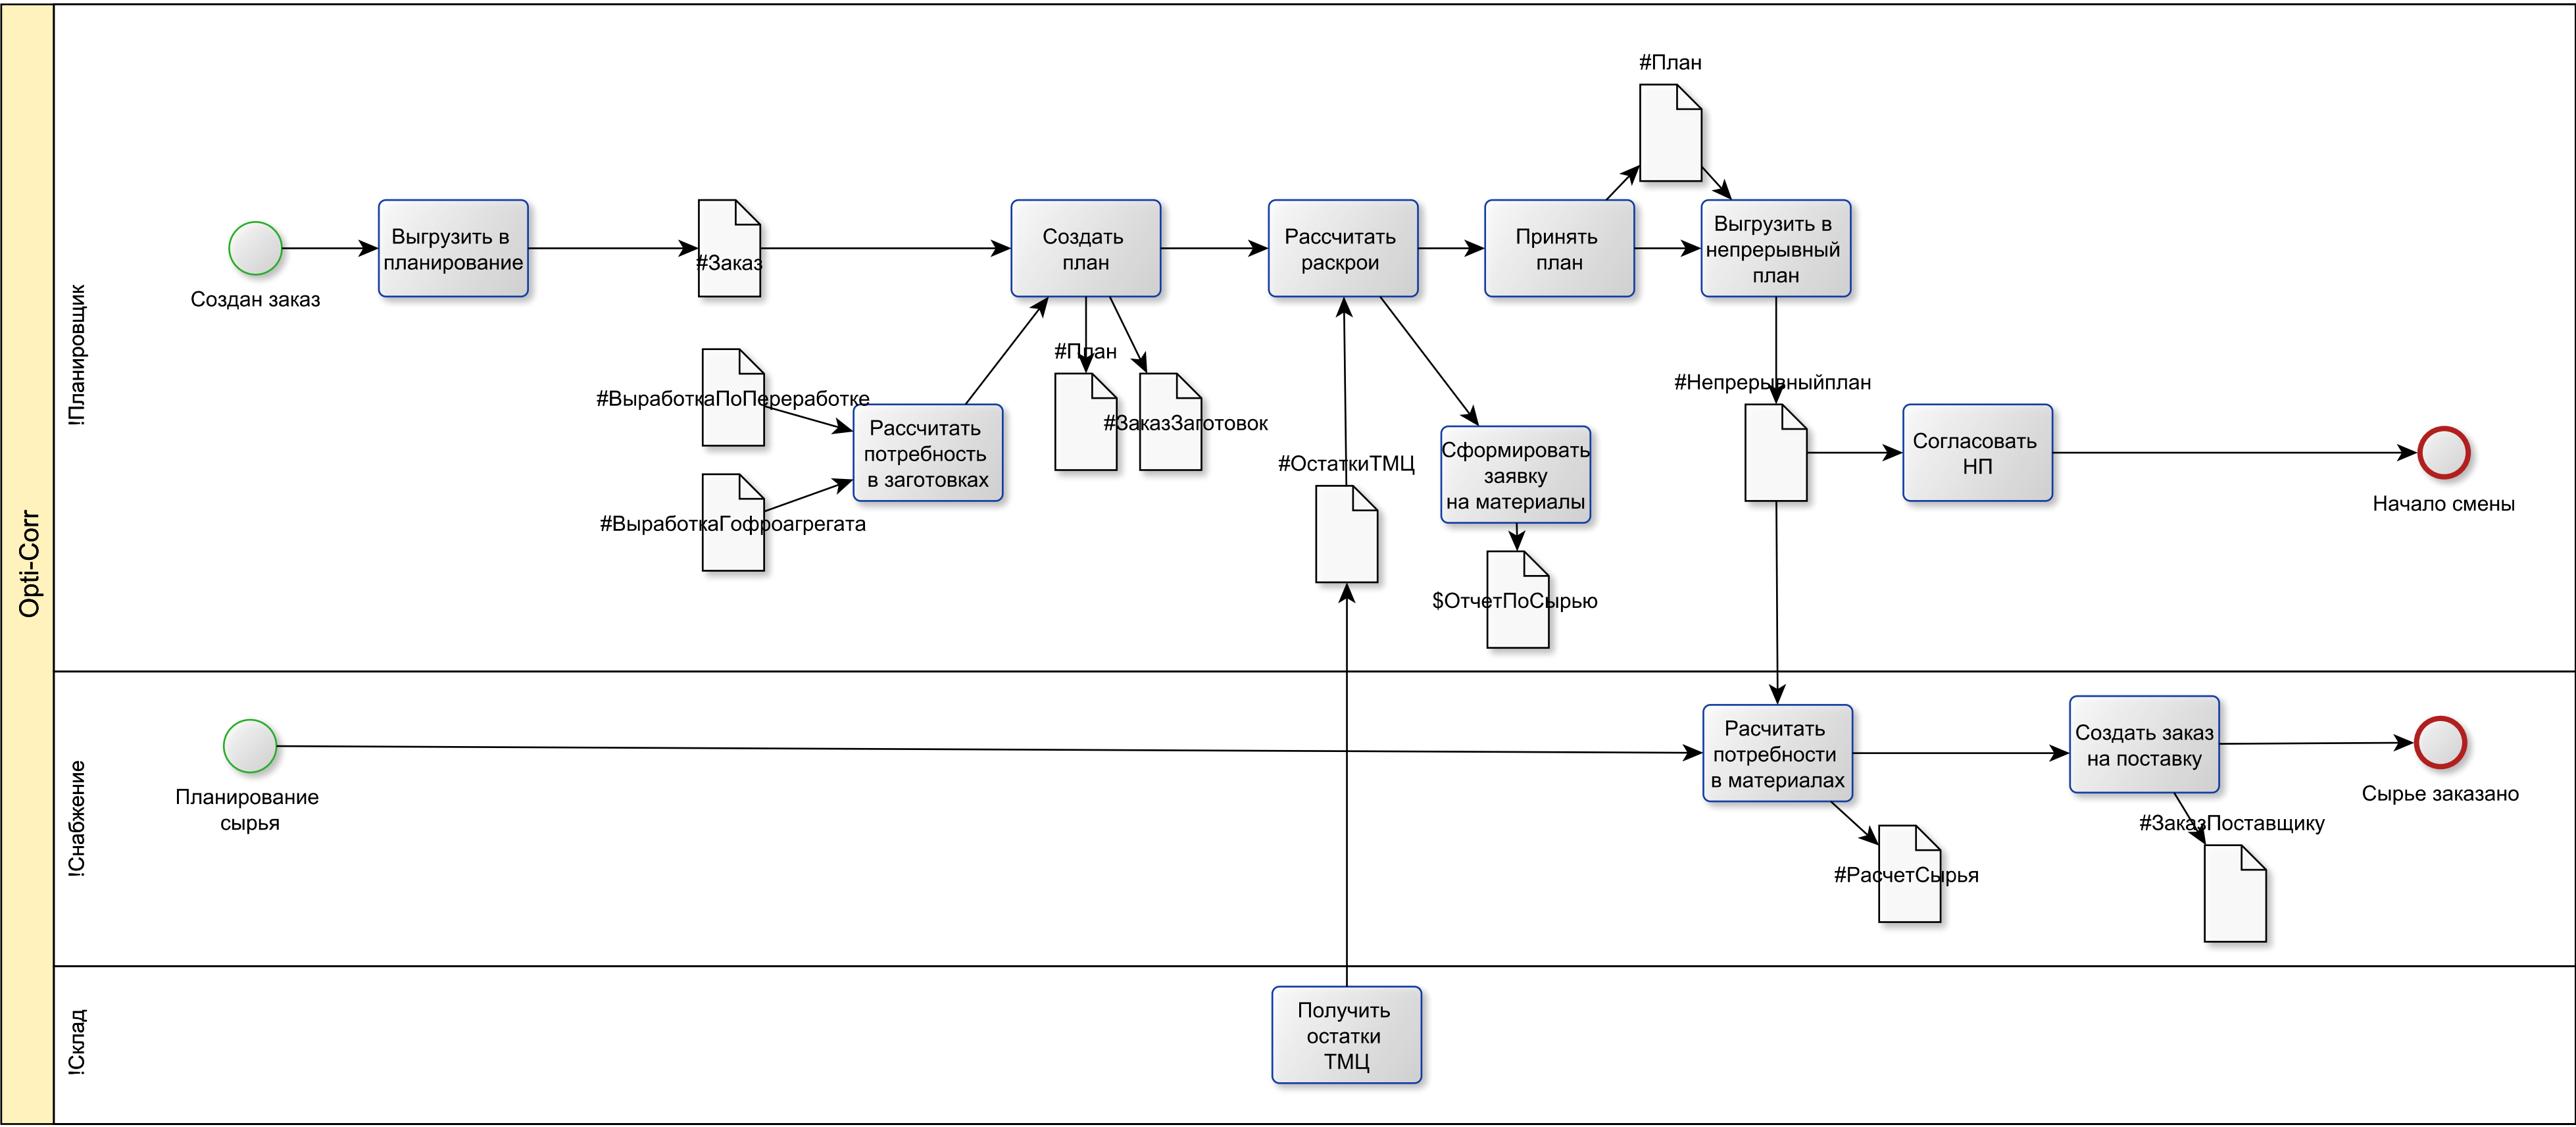 Opti-Corr
!Планировщик
Создан заказ
Выгрузить в
планирование
#Заказ
#ВыработкаПоПереработке
#ВыработкаГофроагрегата
Рассчитать
потребность
в заготовках
Создать
план
#План
#ЗаказЗаготовок
Рассчитать
раскрои
#ОстаткиТМЦ
Сформировать
заявку
на материалы
$ОтчетПоСырью
Принять
план
#План
Выгрузить в
непрерывный
план
#Непрерывныйплан
Согласовать
НП
Начало смены
!Снабжение
Планирование
сырья
Расчитать
потребности
в материалах
#РасчетСырья
Создать заказ
на поставку
#ЗаказПоставщику
Сырье заказано
!Склад
Получить
остатки
ТМЦ